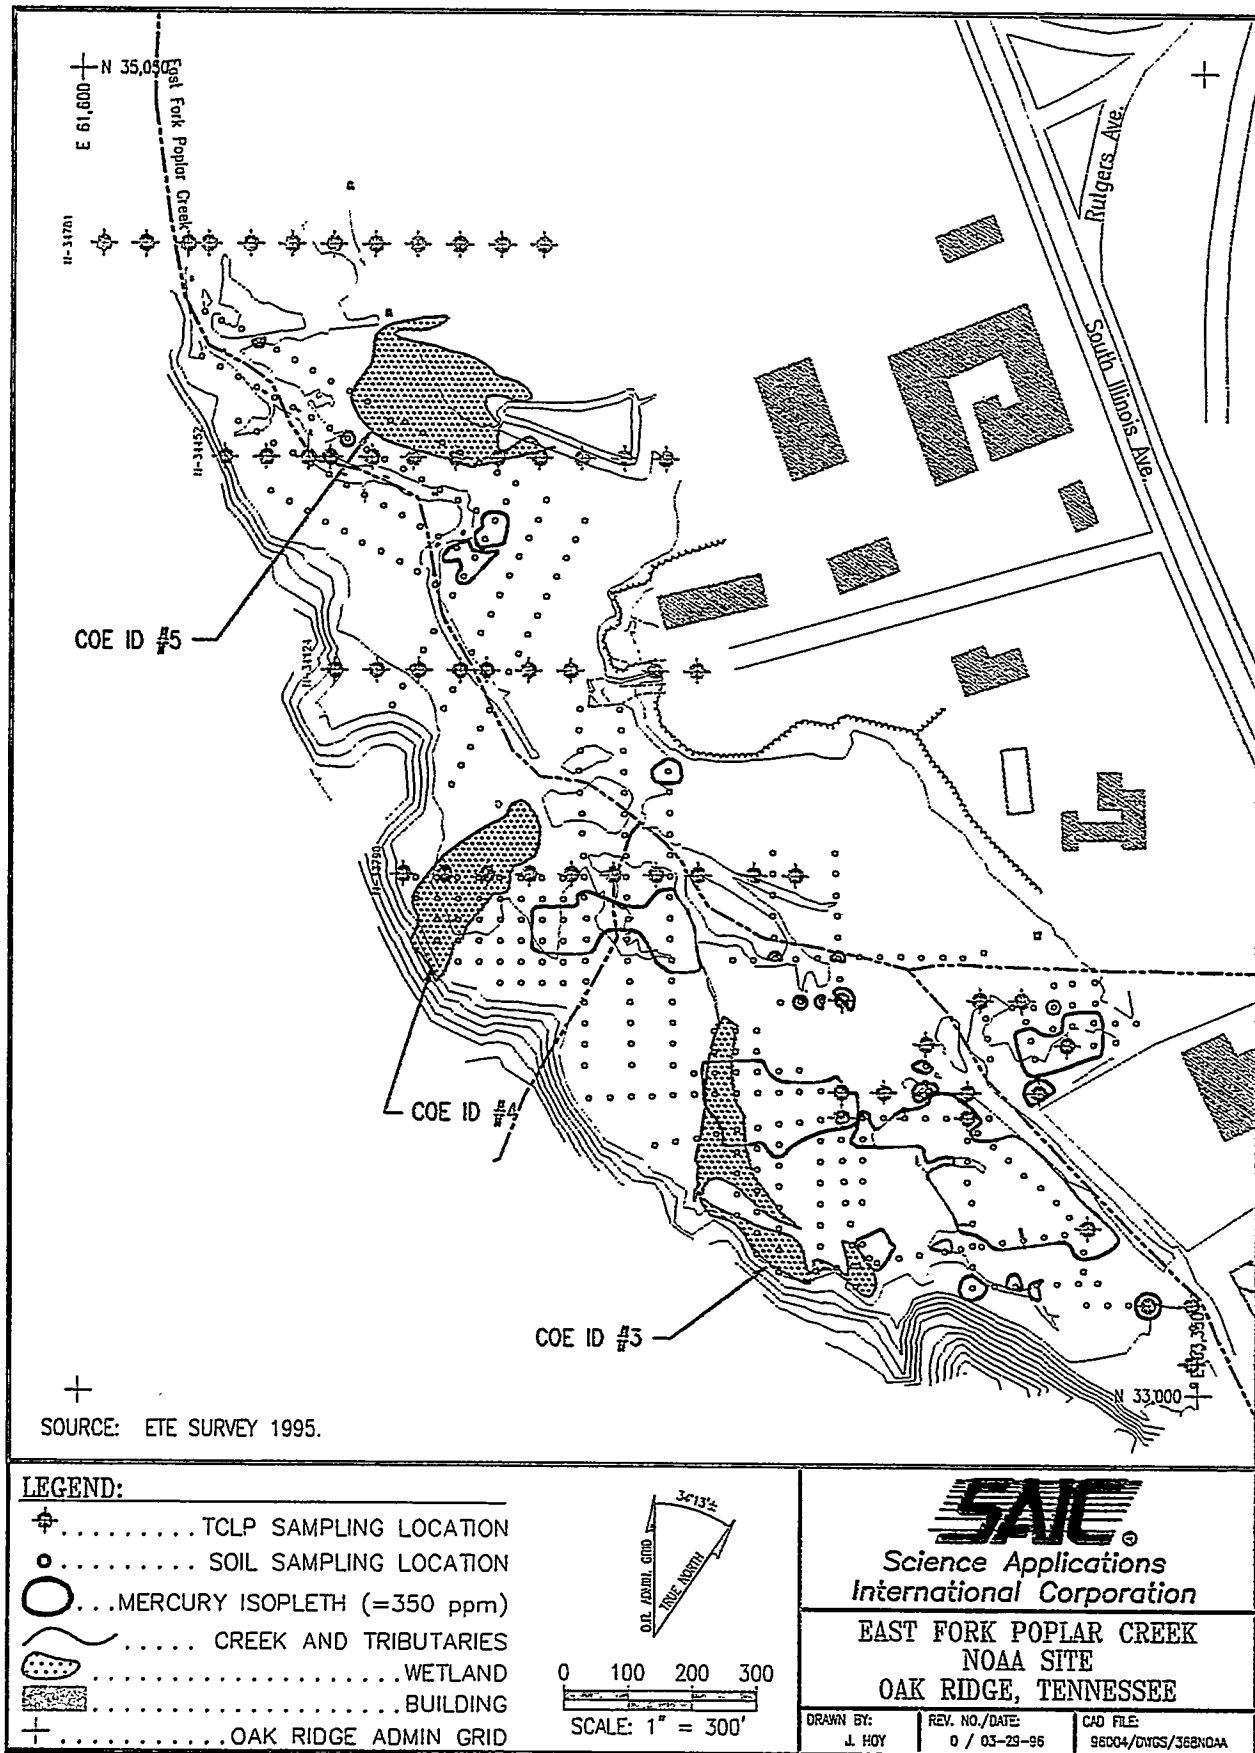 N 35,050
E 61,600
East Fork Poplar Creek
Rutgers Ave.
South Illinois Ave.
COE ID #5
COE ID #4
COE ID #3
N 33,000
SOURCE: ETE SURVEY 1995.
LEGEND:
TCLP SAMPLING LOCATION
SOIL SAMPLING LOCATION
MERCURY ISOPLETH (=350 ppm)
CREEK AND TRIBUTARIES
WETLAND
BUILDING
OAK RIDGE ADMIN GRID
O.R. ADMIN. GRID
TRUE NORTH
0 100 200 300
SCALE: 1" = 300'
SAIC®
Science Applications
International Corporation
EAST FORK POPLAR CREEK
NOAA SITE
OAK RIDGE, TENNESSEE
DRAWN BY:
J. HOY
REV. NO./DATE:
0 / 03-29-96
CAD FILE:
96004/DWGS/368NOAA